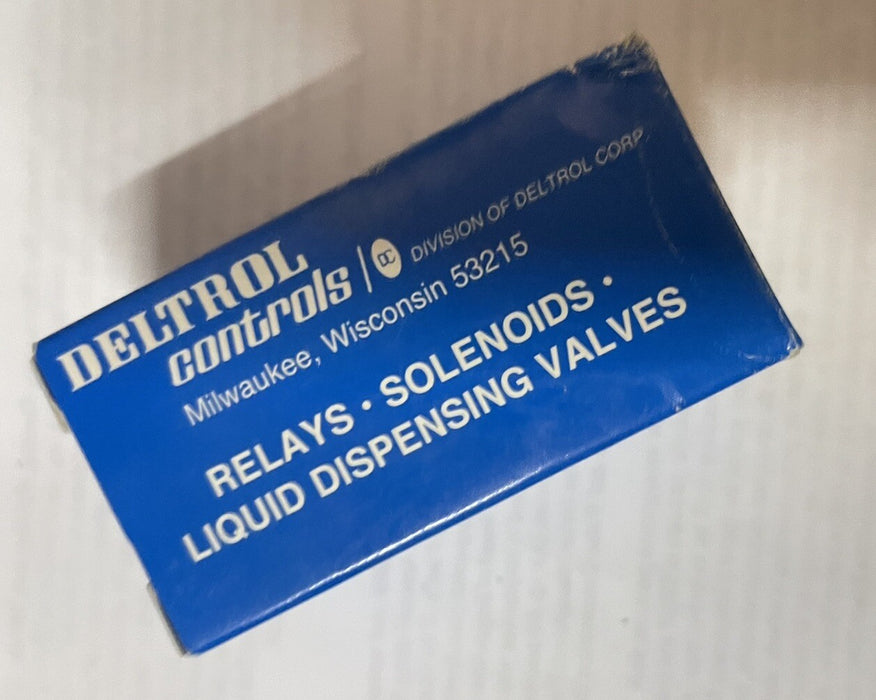 DELTROL
controls | DC DIVISION OF DELTROL CORP.
Milwaukee, Wisconsin 53215
RELAYS • SOLENOIDS •
LIQUID DISPENSING VALVES